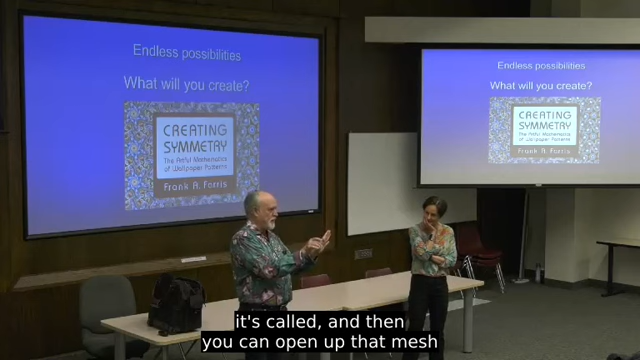 Endless possibilities
What will you create?
CREATING
SYMMETRY
The Artful Mathematics
of Wallpaper Patterns
Frank A. Farris
Endless possibilities
What will you create?
CREATING
SYMMETRY
The Artful Mathematics
of Wallpaper Patterns
Frank A. Farris
it's called, and then
you can open up that mesh